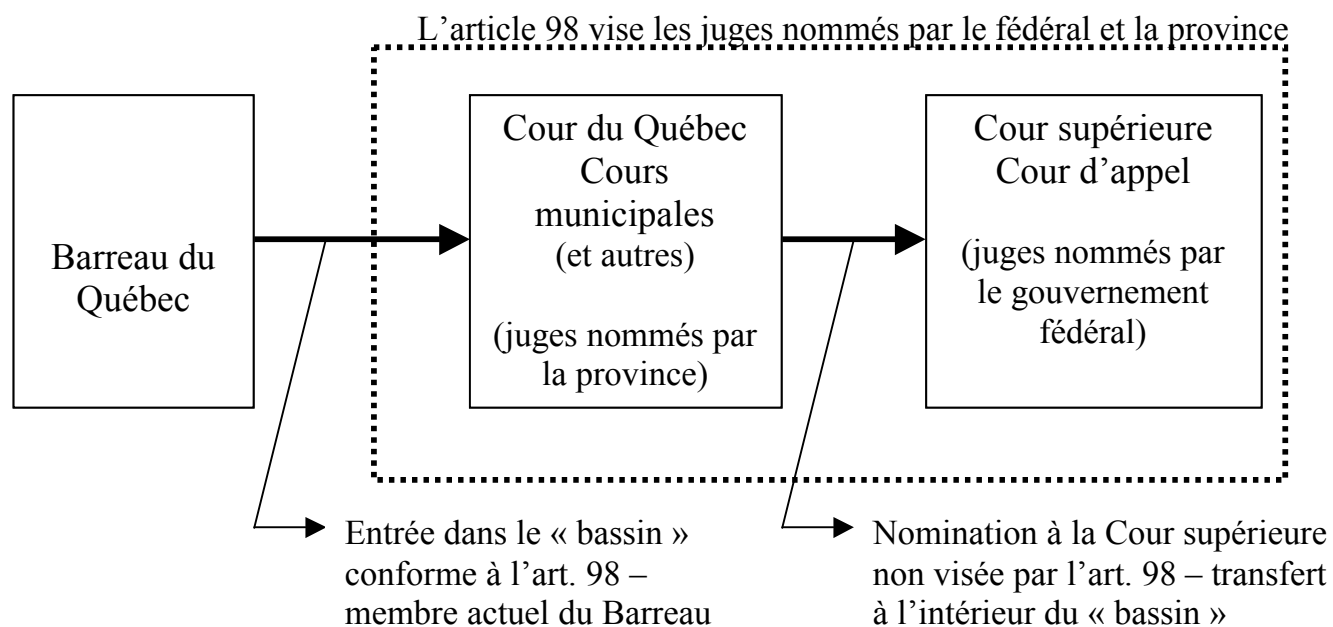 L’article 98 vise les juges nommés par le fédéral et la province
Barreau du
Québec
Cour du Québec
Cours
municipales
(et autres)
(juges nommés par
la province)
Cour supérieure
Cour d’appel
(juges nommés par
le gouvernement
fédéral)
Entrée dans le « bassin »
conforme à l’art. 98 –
membre actuel du Barreau
Nomination à la Cour supérieure
non visée par l’art. 98 – transfert
à l’intérieur du « bassin »